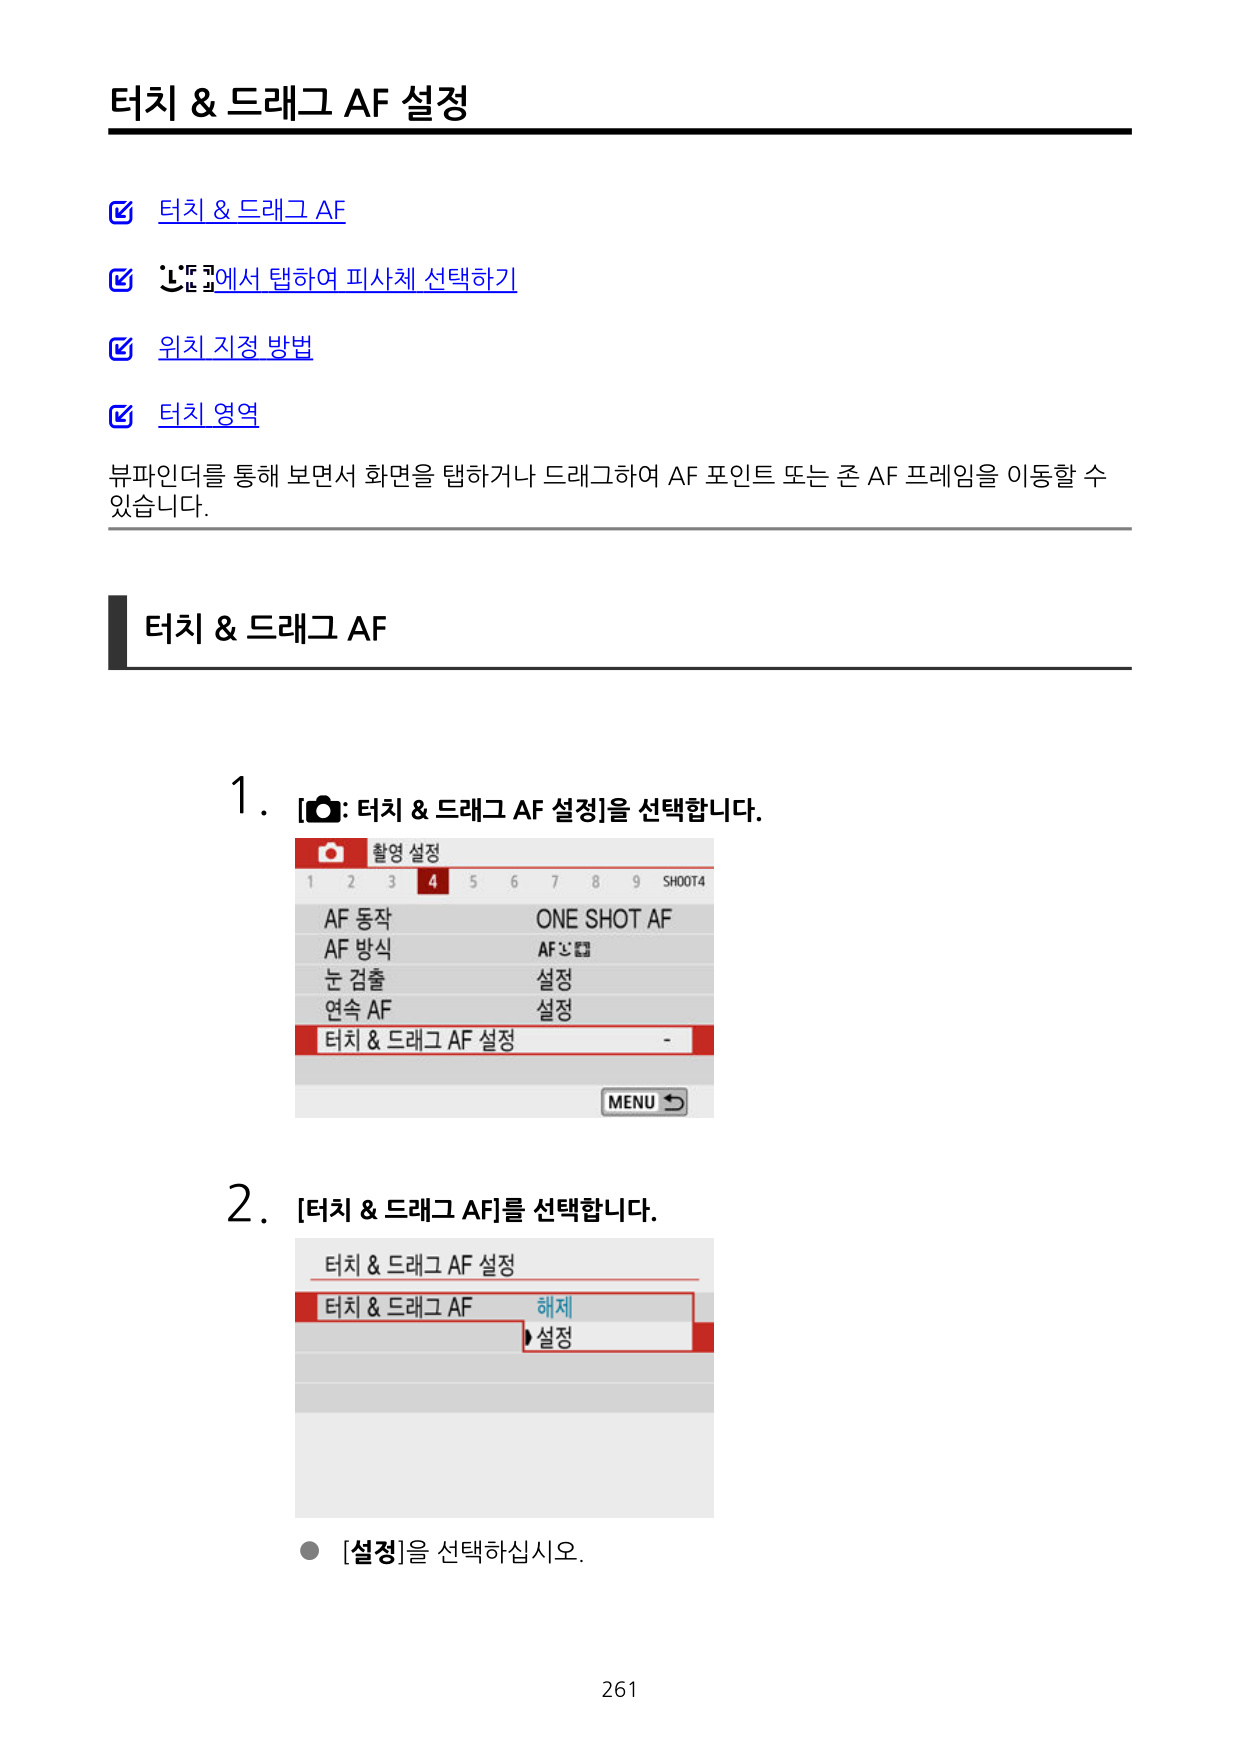 터치 & 드래그 AF 설정
터치 & 드래그 AF
에서 탭하여 피사체 선택하기
위치 지정 방법
터치 영역
뷰파인더를 통해 보면서 화면을 탭하거나 드래그하여 AF 포인트 또는 존 AF 프레임을 이동할 수
있습니다.
터치 & 드래그 AF
1. [: 터치 & 드래그 AF 설정]을 선택합니다.
촬영 설정
1 2 3 4 5 6 7 8 9 SHOOT4
AF 동작 ONE SHOT AF
AF 방식 AF
눈 검출 설정
연속 AF 설정
터치 & 드래그 AF 설정 -
MENU
2. [터치 & 드래그 AF]를 선택합니다.
터치 & 드래그 AF 설정
터치 & 드래그 AF 해제
설정
● [설정]을 선택하십시오.
261